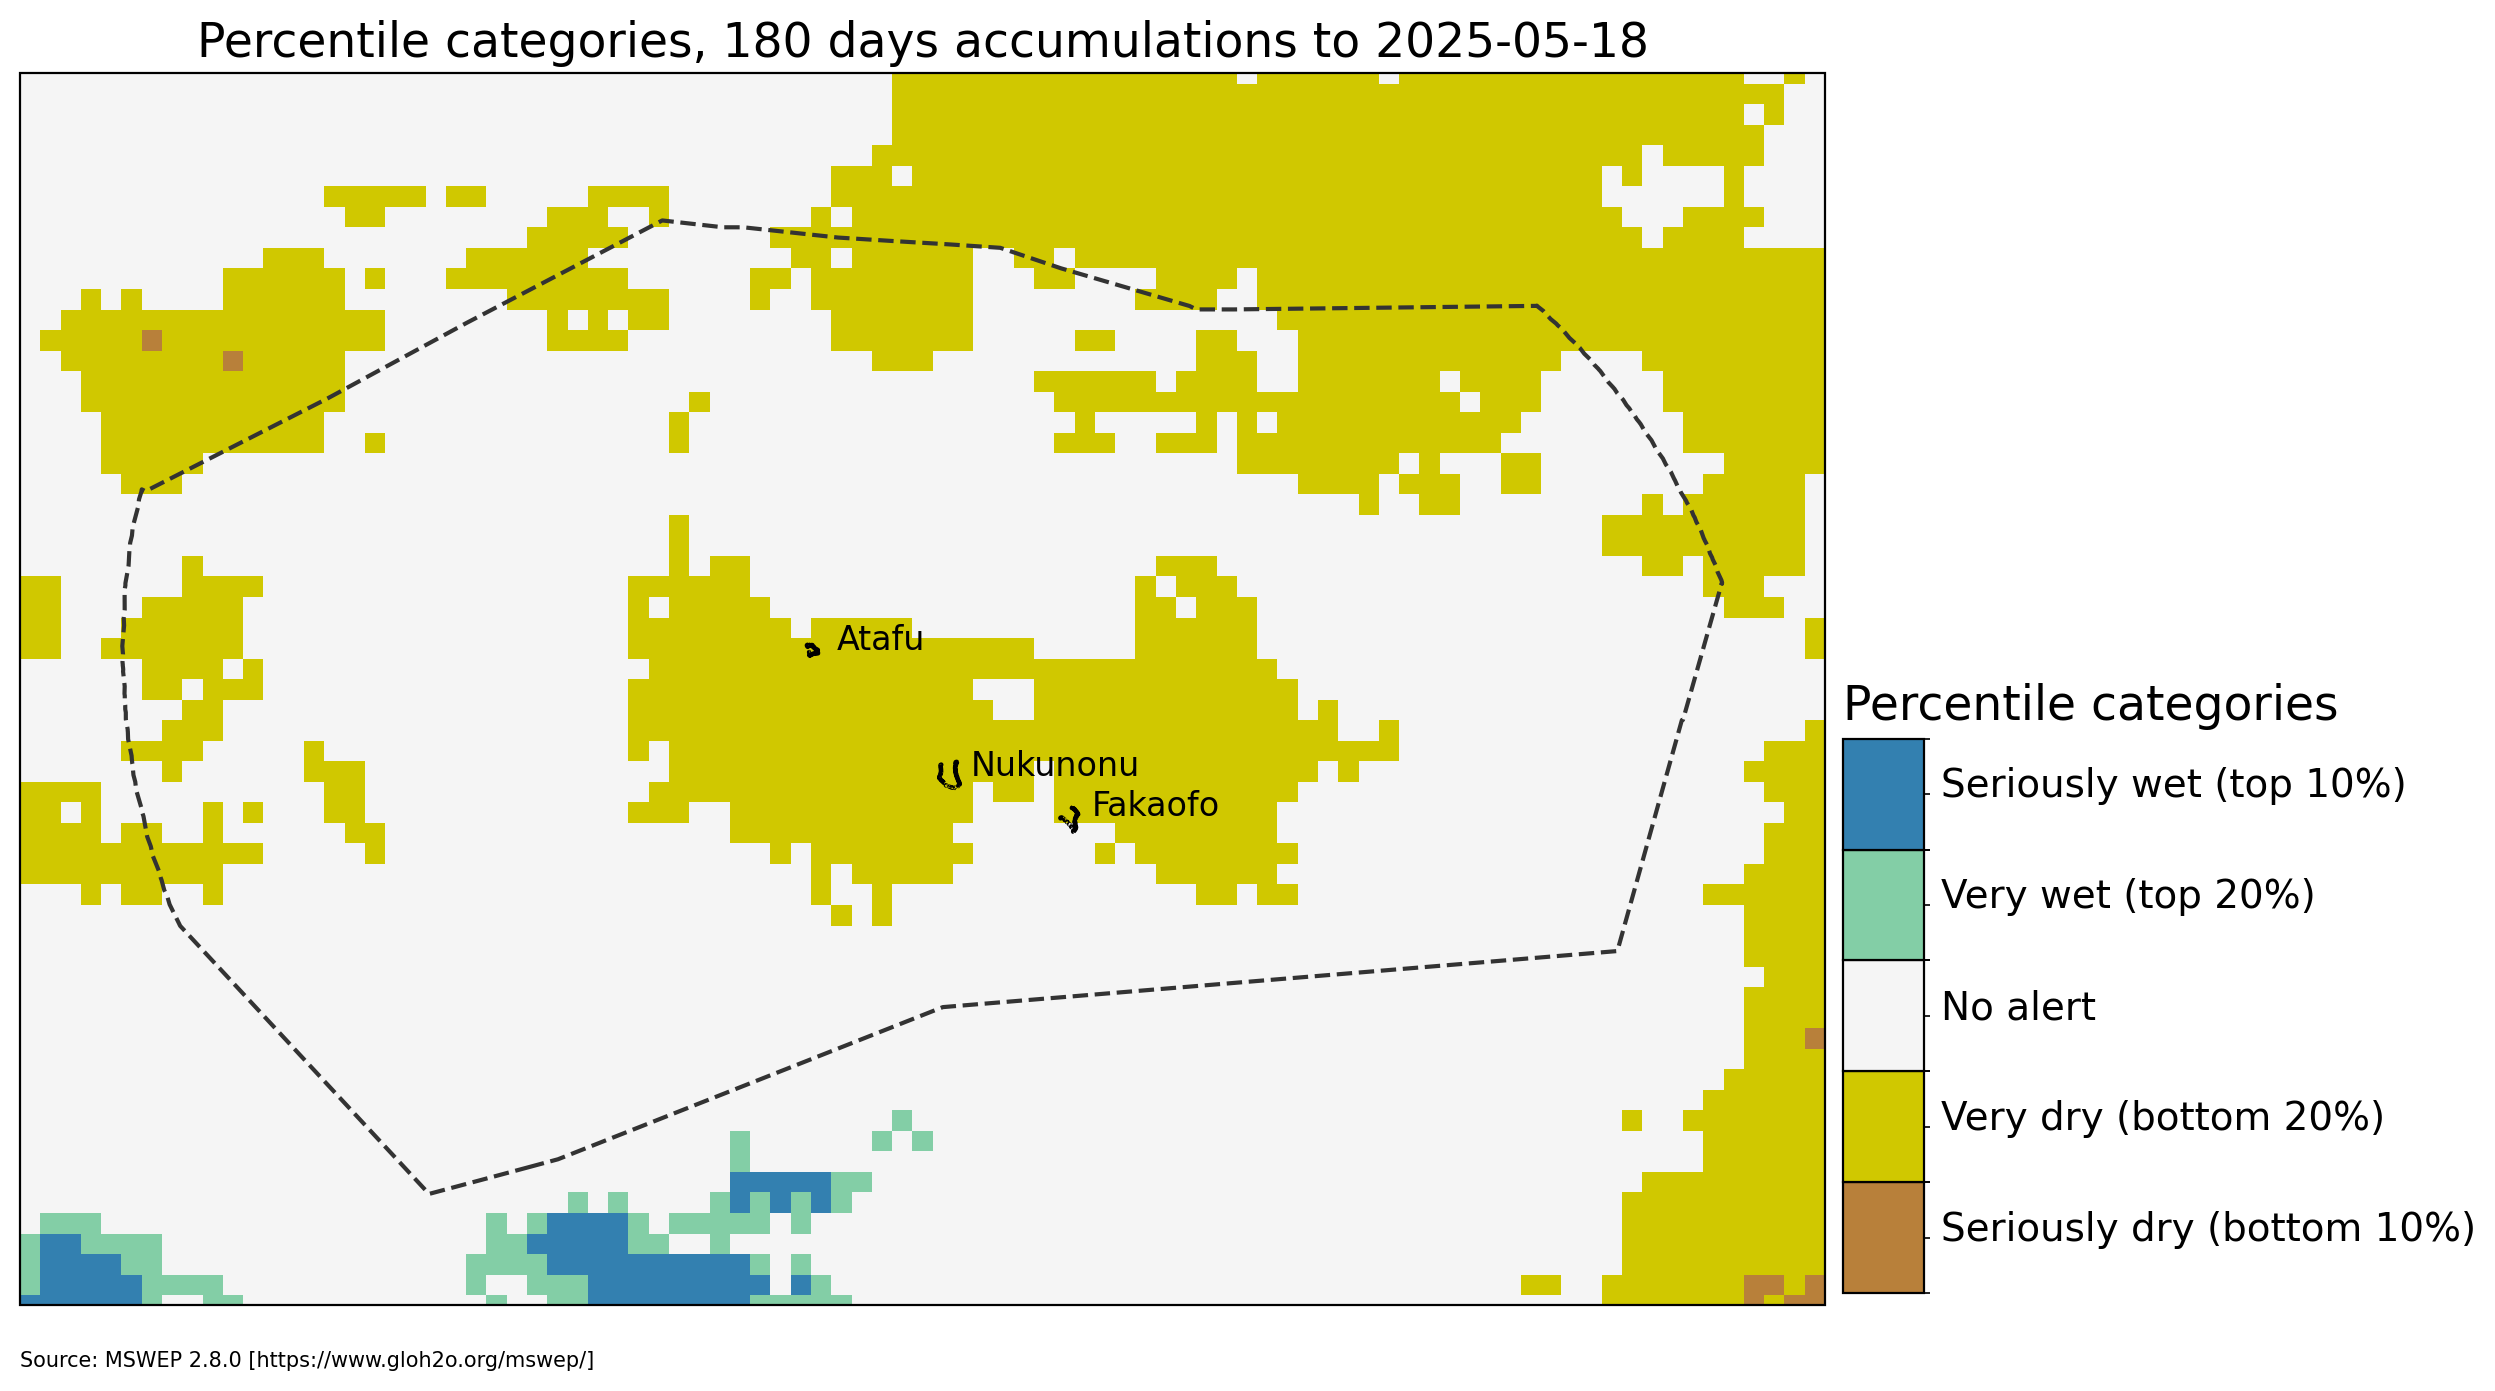 Percentile categories, 180 days accumulations to 2025-05-18
Atafu
Nukunonu
Fakaofo
Percentile categories
Seriously wet (top 10%)
Very wet (top 20%)
No alert
Very dry (bottom 20%)
Seriously dry (bottom 10%)
Source: MSWEP 2.8.0 [https://www.gloh2o.org/mswep/]